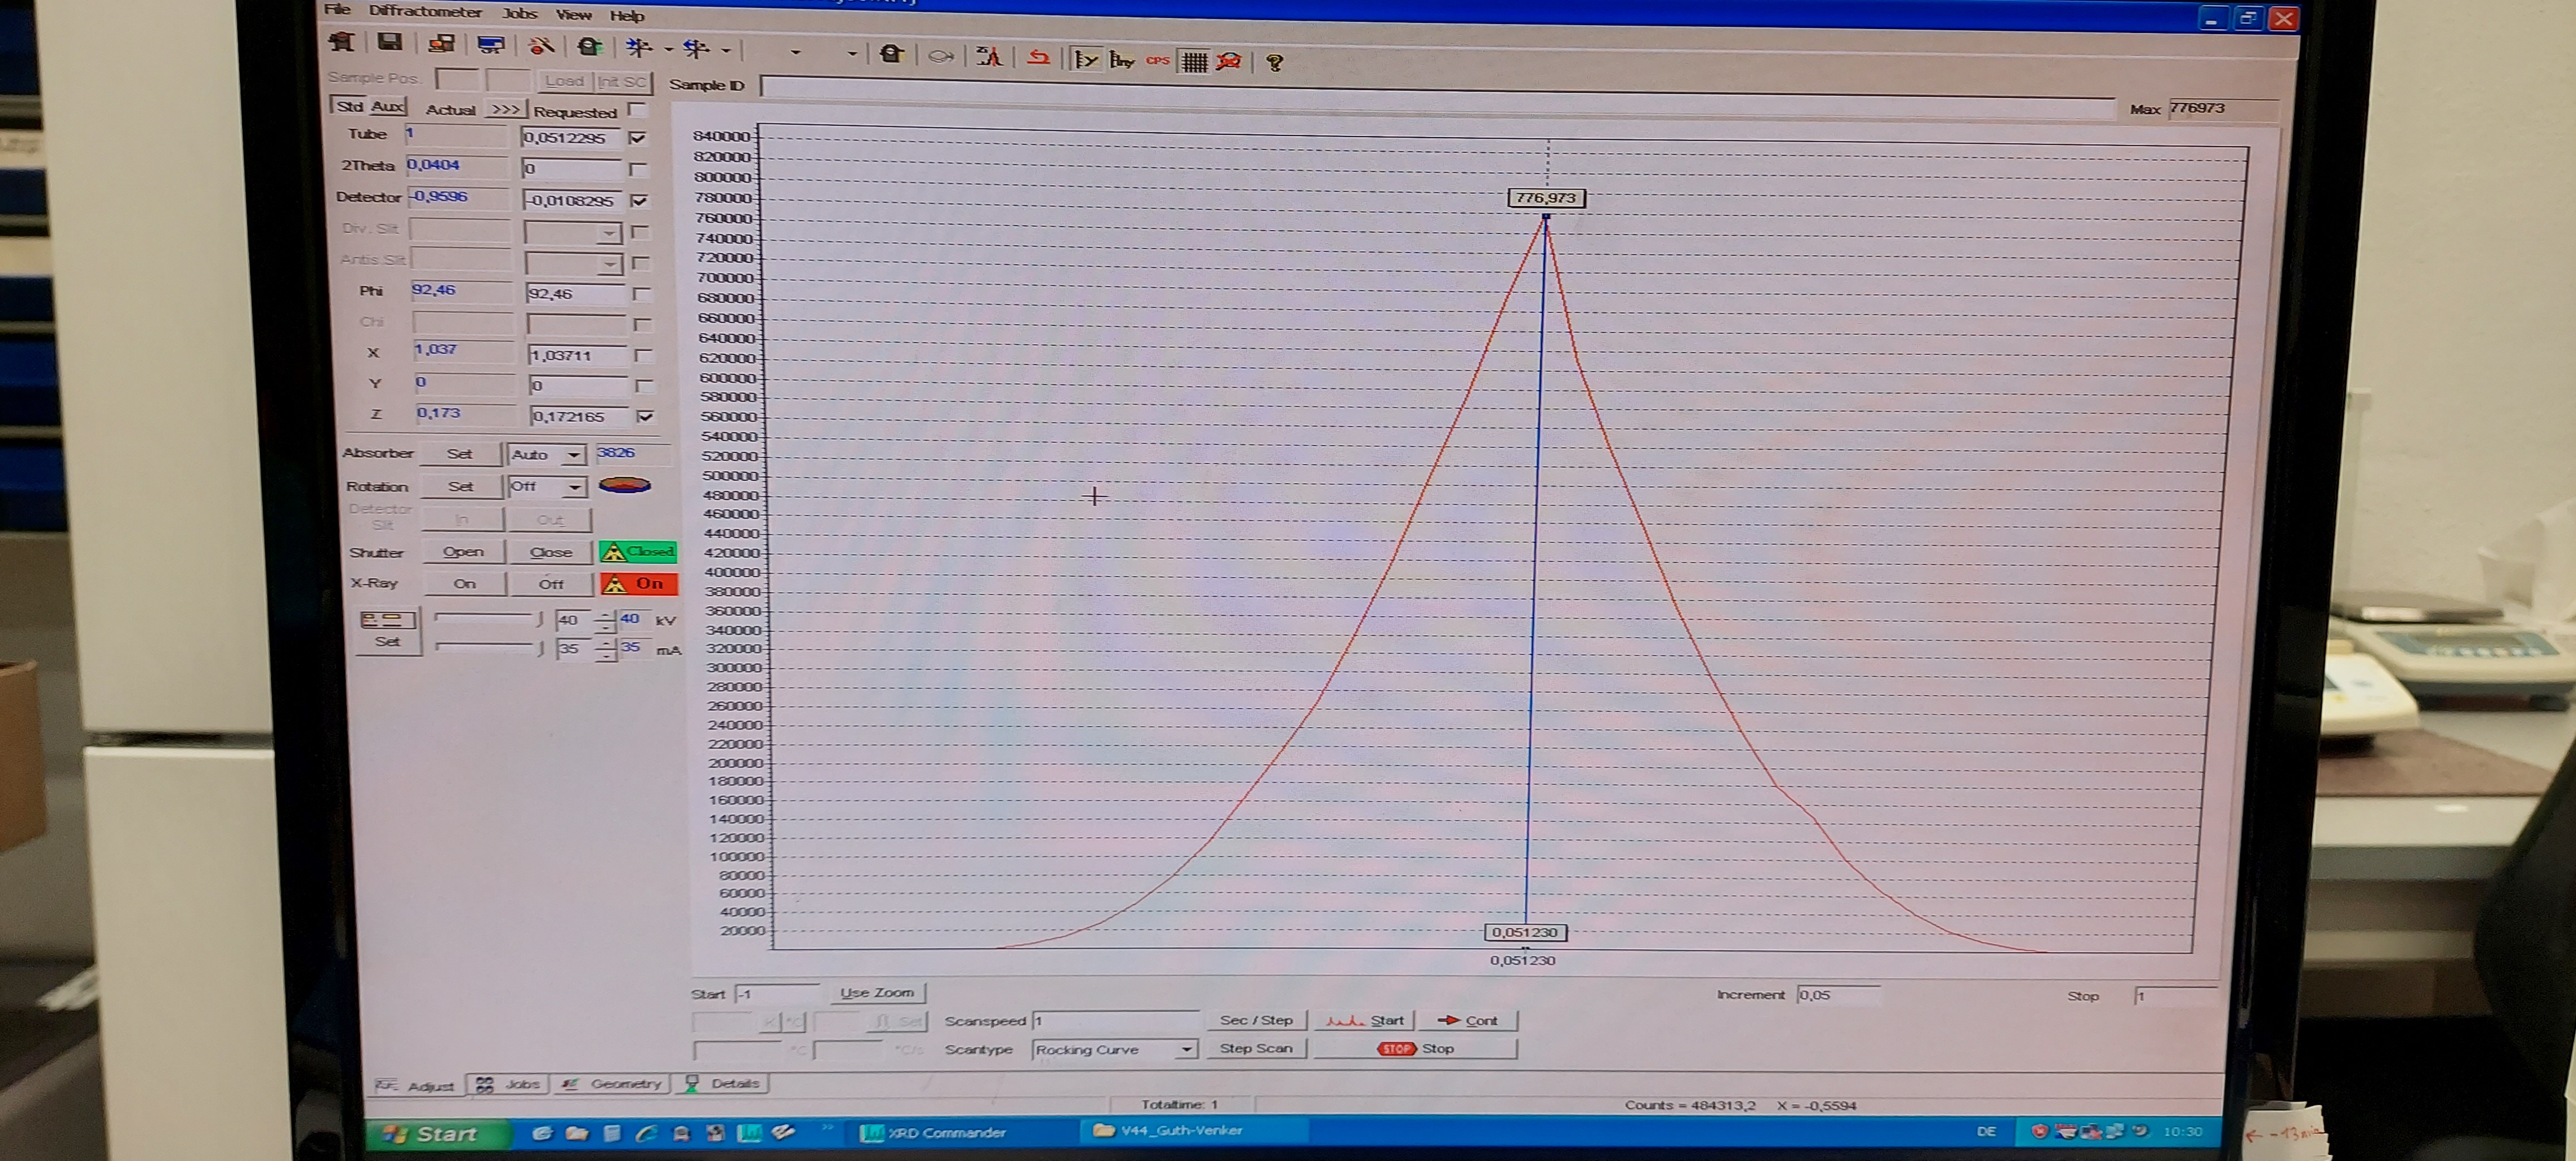 File Diffractometer Jobs View Help
CPS
Sample Pos. Load Init SC Sample ID
Std Aux Actual >>> Requested Max 776973
Tube 1 0,0512295
2Theta 0,0404 0
Detector -0,9596 -0,0108295
Div. Slit
Antis.Slit
Phi 92,46 92,46
Chi
X 1,037 1,03711
Y 0 0
Z 0,173 0,172165
Absorber Set Auto 3826
Rotation Set Off
Detector Slit In Out
Shutter Open Close Closed
X-Ray On Off On
40 40 kV
Set 35 35 mA
840000
820000
800000
780000
760000
740000
720000
700000
680000
660000
640000
620000
600000
580000
560000
540000
520000
500000
480000
460000
440000
420000
400000
380000
360000
340000
320000
300000
280000
260000
240000
220000
200000
180000
160000
140000
120000
100000
80000
60000
40000
20000
776,973
0,051230
0,051230
Start -1 Use Zoom Increment 0,05 Stop 1
K °C Set Scanspeed 1 Sec / Step Start Cont
°C °C/s Scantype Rocking Curve Step Scan STOP Stop
Adjust Jobs Geometry Details
Totaltime: 1 Counts = 484313,2 X = -0,5594
Start XRD Commander V44_Guth-Venker DE 10:30
← -13min